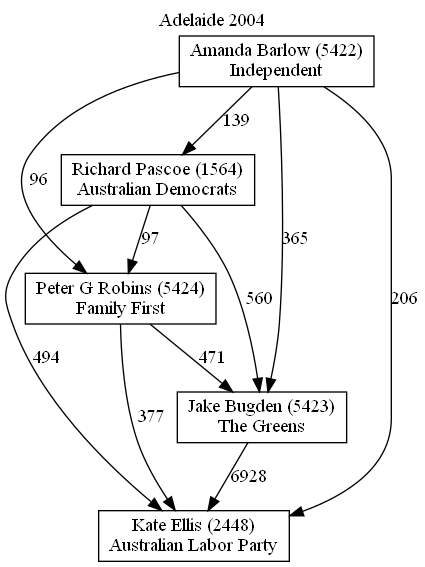 Adelaide 2004
Amanda Barlow (5422)
Independent
139
Richard Pascoe (1564)
Australian Democrats
96
97
365
206
Peter G Robins (5424)
Family First
560
494
471
377
Jake Bugden (5423)
The Greens
6928
Kate Ellis (2448)
Australian Labor Party